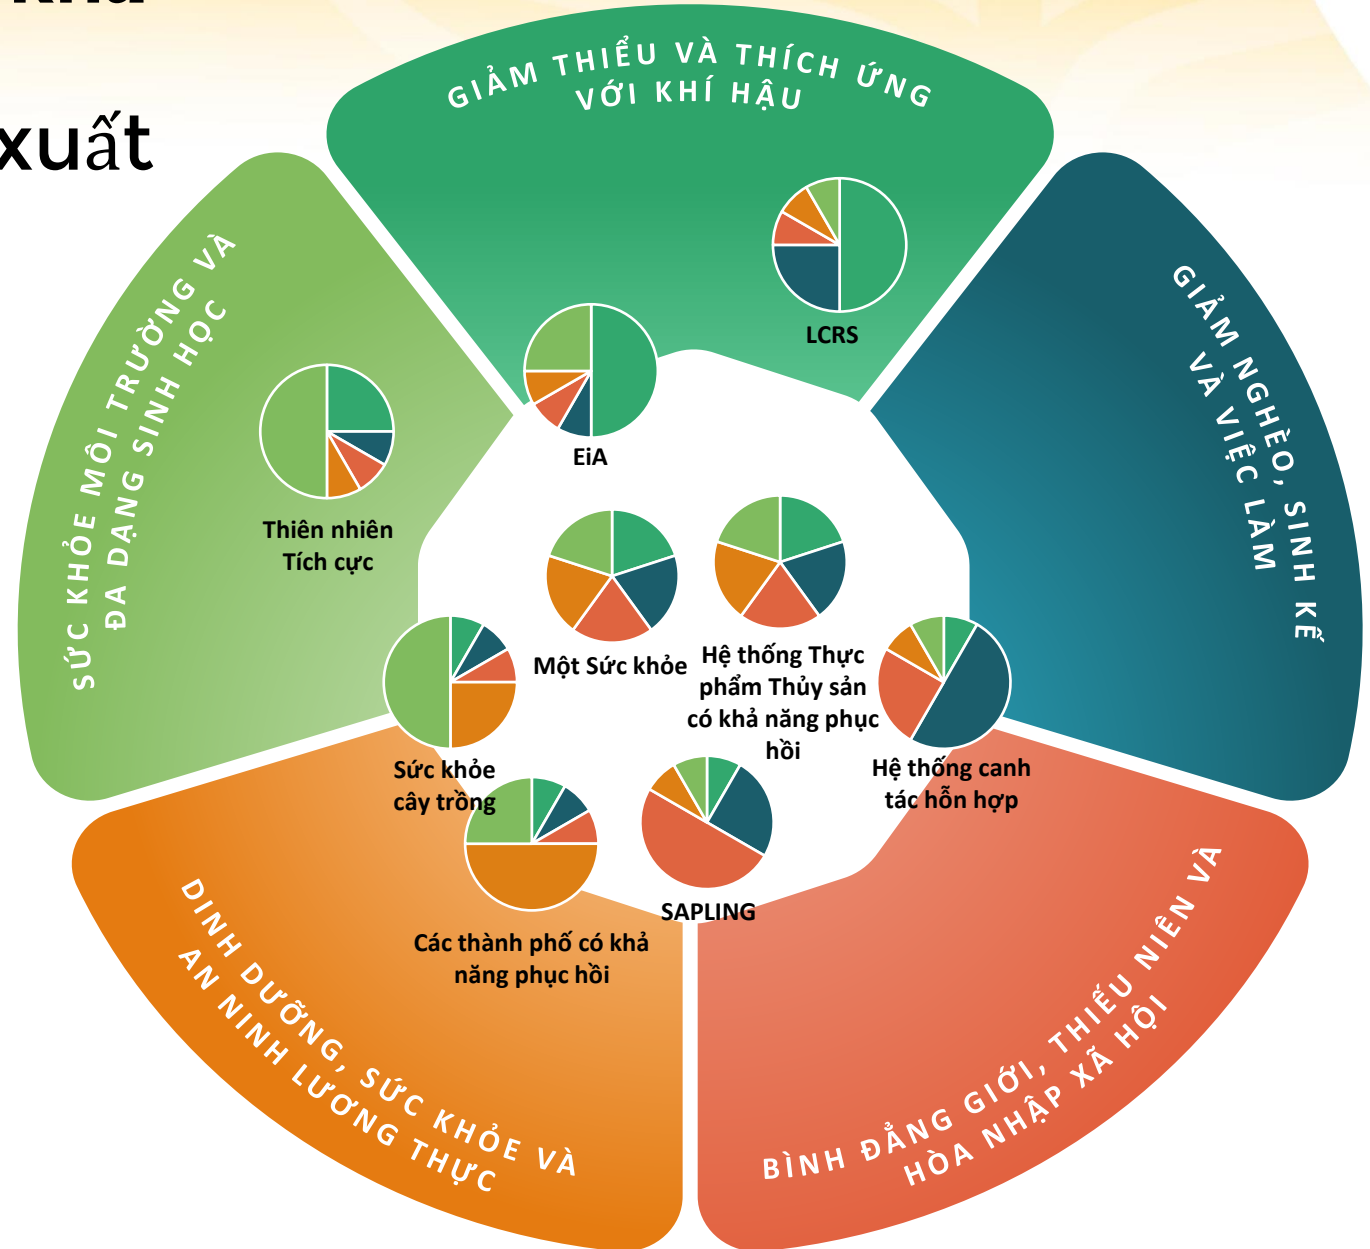 khu
xuất
GIẢM THIỂU VÀ THÍCH ỨNG
VỚI KHÍ HẬU
GIẢM NGHÈO, SINH KẾ
VÀ VIỆC LÀM
SỨC KHỎE MÔI TRƯỜNG VÀ
ĐA DẠNG SINH HỌC
LCRS
EiA
Thiên nhiên
Tích cực
Một Sức khỏe
Hệ thống Thực
phẩm Thủy sản
có khả năng phục
hồi
Sức khỏe
cây trồng
Hệ thống canh
tác hỗn hợp
SAPLING
Các thành phố có khả
năng phục hồi
DINH DƯỠNG, SỨC KHỎE VÀ
AN NINH LƯƠNG THỰC
BÌNH ĐẲNG GIỚI, THIẾU NIÊN VÀ
HÒA NHẬP XÃ HỘI